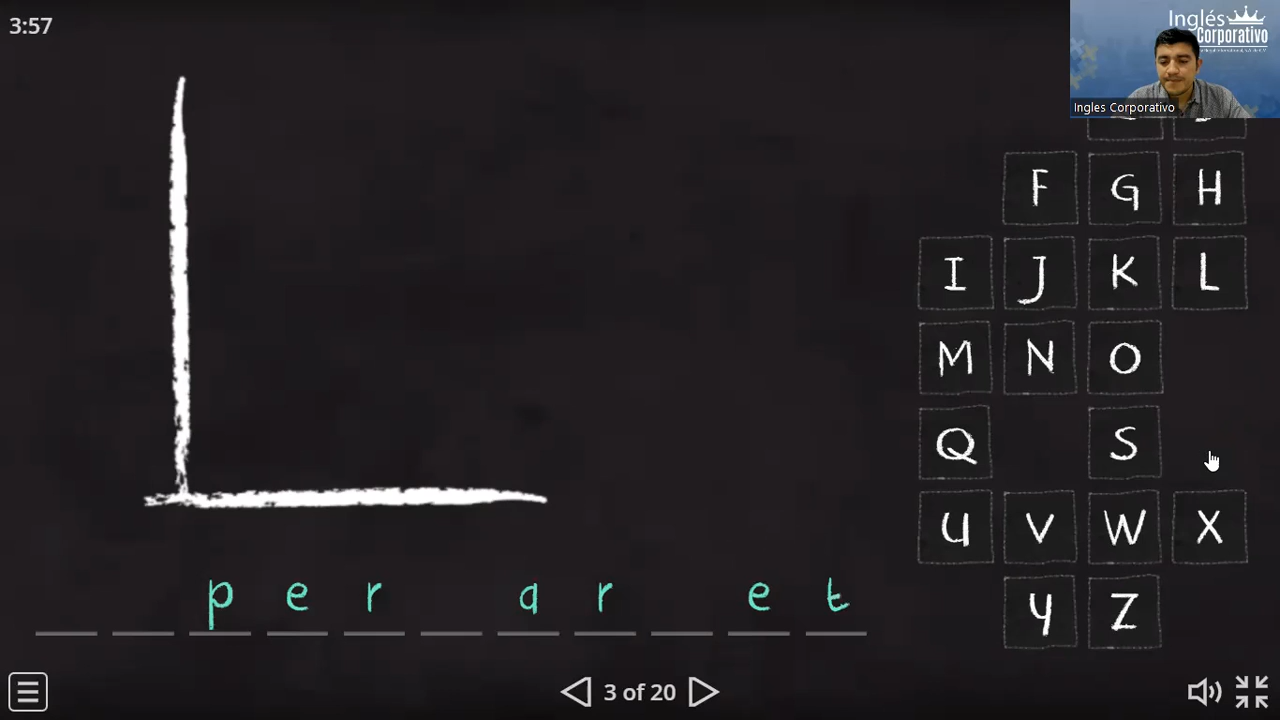 3:57
Inglés
Corporativo
Ingles Corporativo
F G H
I J K L
M N O
Q S
U V W X
Y Z
p e r a r e t
3 of 20